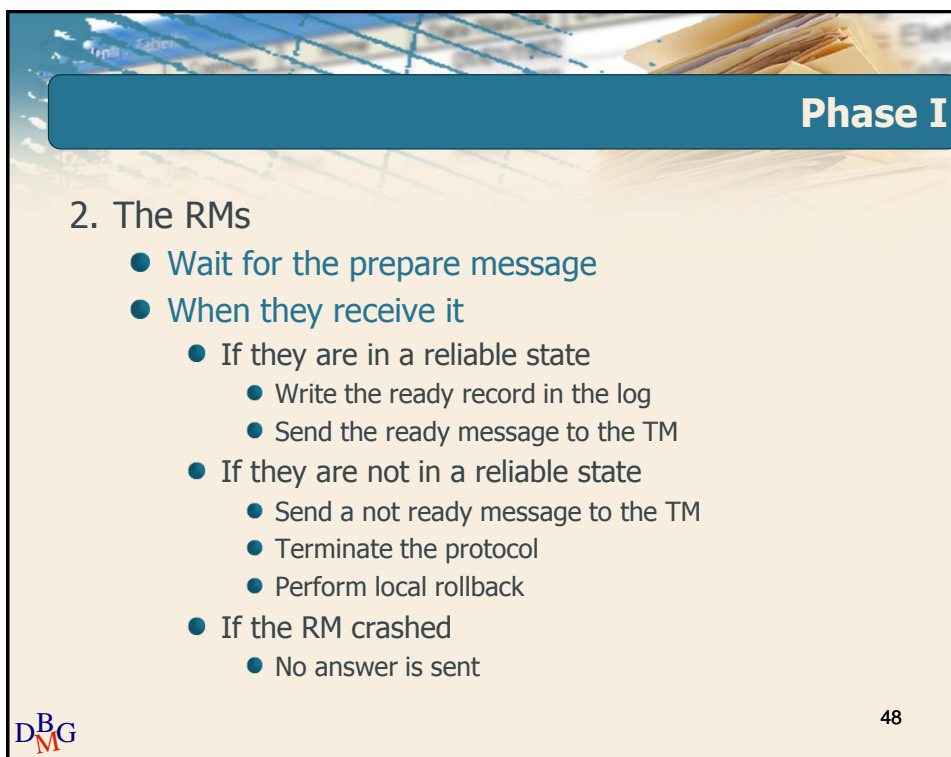 Phase I
2. The RMs
Wait for the prepare message
When they receive it
If they are in a reliable state
Write the ready record in the log
Send the ready message to the TM
If they are not in a reliable state
Send a not ready message to the TM
Terminate the protocol
Perform local rollback
If the RM crashed
No answer is sent
DBMG
48